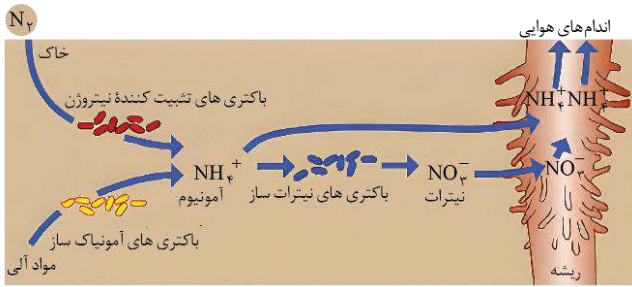 N₂
اندام‌های هوایی
خاک
باکتری های تثبیت کنندهٔ نیتروژن
NH₄⁺ NH₄⁺
NH₄⁺
آمونیوم
باکتری های نیترات ساز
NO₃⁻
نیترات
NO₃⁻
باکتری های آمونیاک ساز
مواد آلی
ریشه